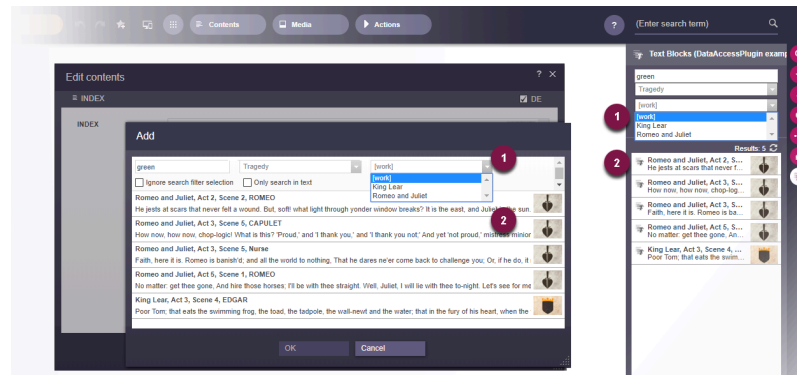 Contents
Media
Actions
?
(Enter search term)
Text Blocks (DataAccessPlugin examp
green
Tragedy
[work]
[work]
King Lear
Romeo and Juliet
1
Results: 5
2
Romeo and Juliet, Act 2, S...
He jests at scars that never f...
Romeo and Juliet, Act 3, S...
How now, how now, chop-log...
Romeo and Juliet, Act 3, S...
Faith, here it is. Romeo is ba...
Romeo and Juliet, Act 5, S...
No matter: get thee gone, An...
King Lear, Act 3, Scene 4, ...
Poor Tom; that eats the swim...
Edit contents
? ×
INDEX
DE
INDEX
Add
green
Tragedy
[work]
1
[work]
King Lear
Romeo and Juliet
Ignore search filter selection
Only search in text
2
Romeo and Juliet, Act 2, Scene 2, ROMEO
He jests at scars that never felt a wound. But, soft! what light through yonder window breaks? It is the east, and Juliet the sun.
Romeo and Juliet, Act 3, Scene 5, CAPULET
How now, how now, chop-logic! What is this? 'Proud,' and 'I thank you,' and 'I thank you not;' And yet 'not proud,' mistress minion
Romeo and Juliet, Act 3, Scene 5, Nurse
Faith, here it is. Romeo is banish'd; and all the world to nothing, That he dares ne'er come back to challenge you; Or, if he do, it
Romeo and Juliet, Act 5, Scene 1, ROMEO
No matter: get thee gone, And hire those horses; I'll be with thee straight. Well, Juliet, I will lie with thee to-night. Let's see for me
King Lear, Act 3, Scene 4, EDGAR
Poor Tom; that eats the swimming frog, the toad, the tadpole, the wall-newt and the water; that in the fury of his heart, when the
OK
Cancel